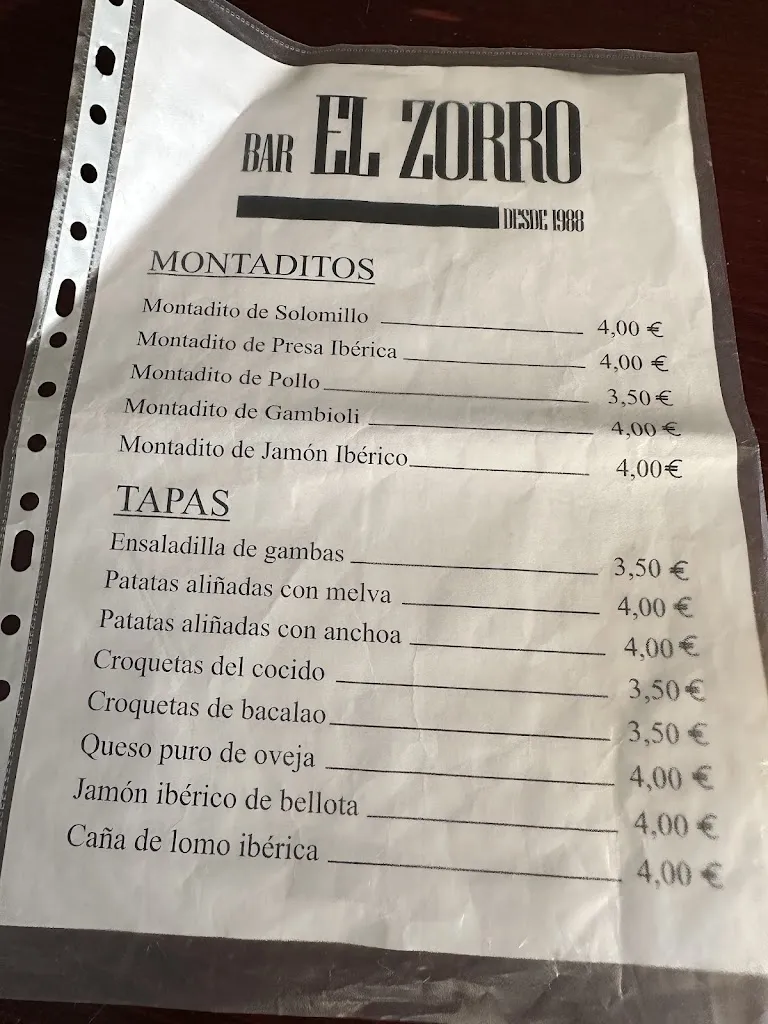 BAR EL ZORRO
DESDE 1988
MONTADITOS
Montadito de Solomillo 4,00 €
Montadito de Presa Ibérica 4,00 €
Montadito de Pollo 3,50 €
Montadito de Gambioli 4,00 €
Montadito de Jamón Ibérico 4,00€
TAPAS
Ensaladilla de gambas 3,50 €
Patatas aliñadas con melva 4,00 €
Patatas aliñadas con anchoa 4,00 €
Croquetas del cocido 3,50 €
Croquetas de bacalao 3,50 €
Queso puro de oveja 4,00 €
Jamón ibérico de bellota 4,00 €
Caña de lomo ibérica 4,00 €